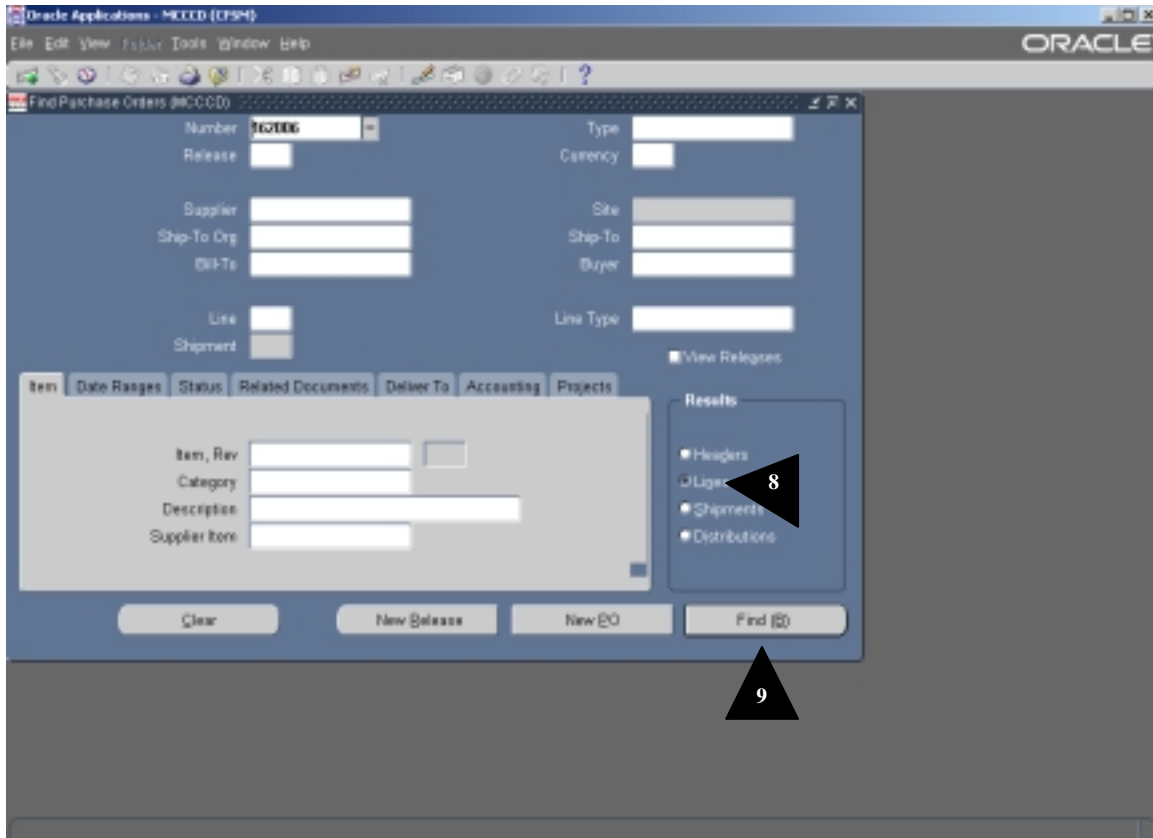 Oracle Applications - MCCCD (CFSM)
File Edit View Folder Tools Window Help
ORACLE
Find Purchase Orders (MCCCD)
Number 162006 Type
Release Currency
Supplier Site
Ship-To Org Ship-To
Bill-To Buyer
Line Line Type
Shipment
View Releases
Item Date Ranges Status Related Documents Deliver To Accounting Projects
Results
Item, Rev
Headers
Category
Lines
8
Description
Shipments
Supplier Item
Distributions
Clear New Release New PO Find (B)
9